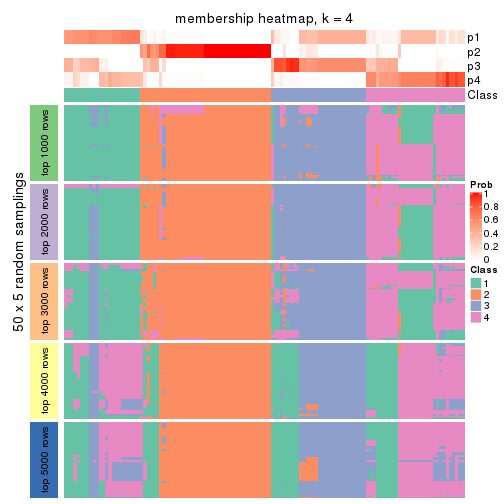 membership heatmap, k = 4
p1
p2
p3
p4
Class
50 x 5 random samplings
top 1000 rows
top 2000 rows
top 3000 rows
top 4000 rows
top 5000 rows
Prob
1
0.8
0.6
0.4
0.2
0
Class
1
2
3
4